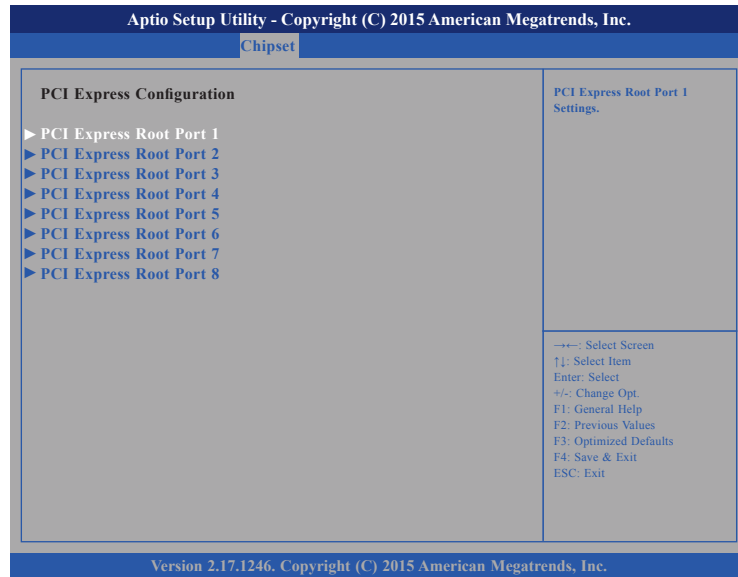 Aptio Setup Utility - Copyright (C) 2015 American Megatrends, Inc.
Chipset
PCI Express Configuration
▶ PCI Express Root Port 1
▶ PCI Express Root Port 2
▶ PCI Express Root Port 3
▶ PCI Express Root Port 4
▶ PCI Express Root Port 5
▶ PCI Express Root Port 6
▶ PCI Express Root Port 7
▶ PCI Express Root Port 8
PCI Express Root Port 1
Settings.
→←: Select Screen
↑↓: Select Item
Enter: Select
+/-: Change Opt.
F1: General Help
F2: Previous Values
F3: Optimized Defaults
F4: Save & Exit
ESC: Exit
Version 2.17.1246. Copyright (C) 2015 American Megatrends, Inc.